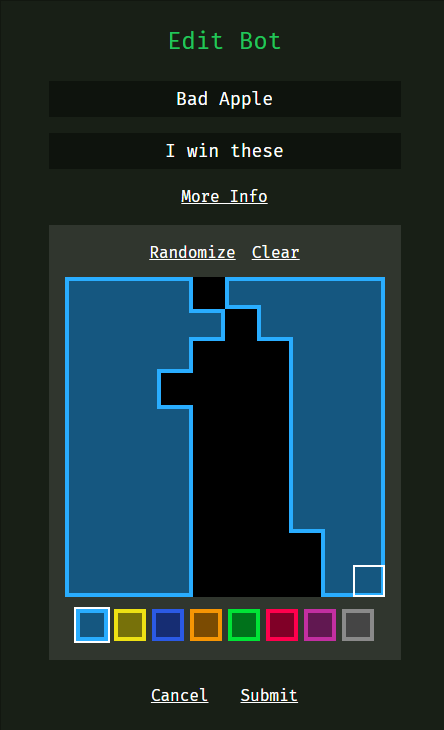 Edit Bot
Bad Apple
I win these
More Info
Randomize Clear
Cancel Submit